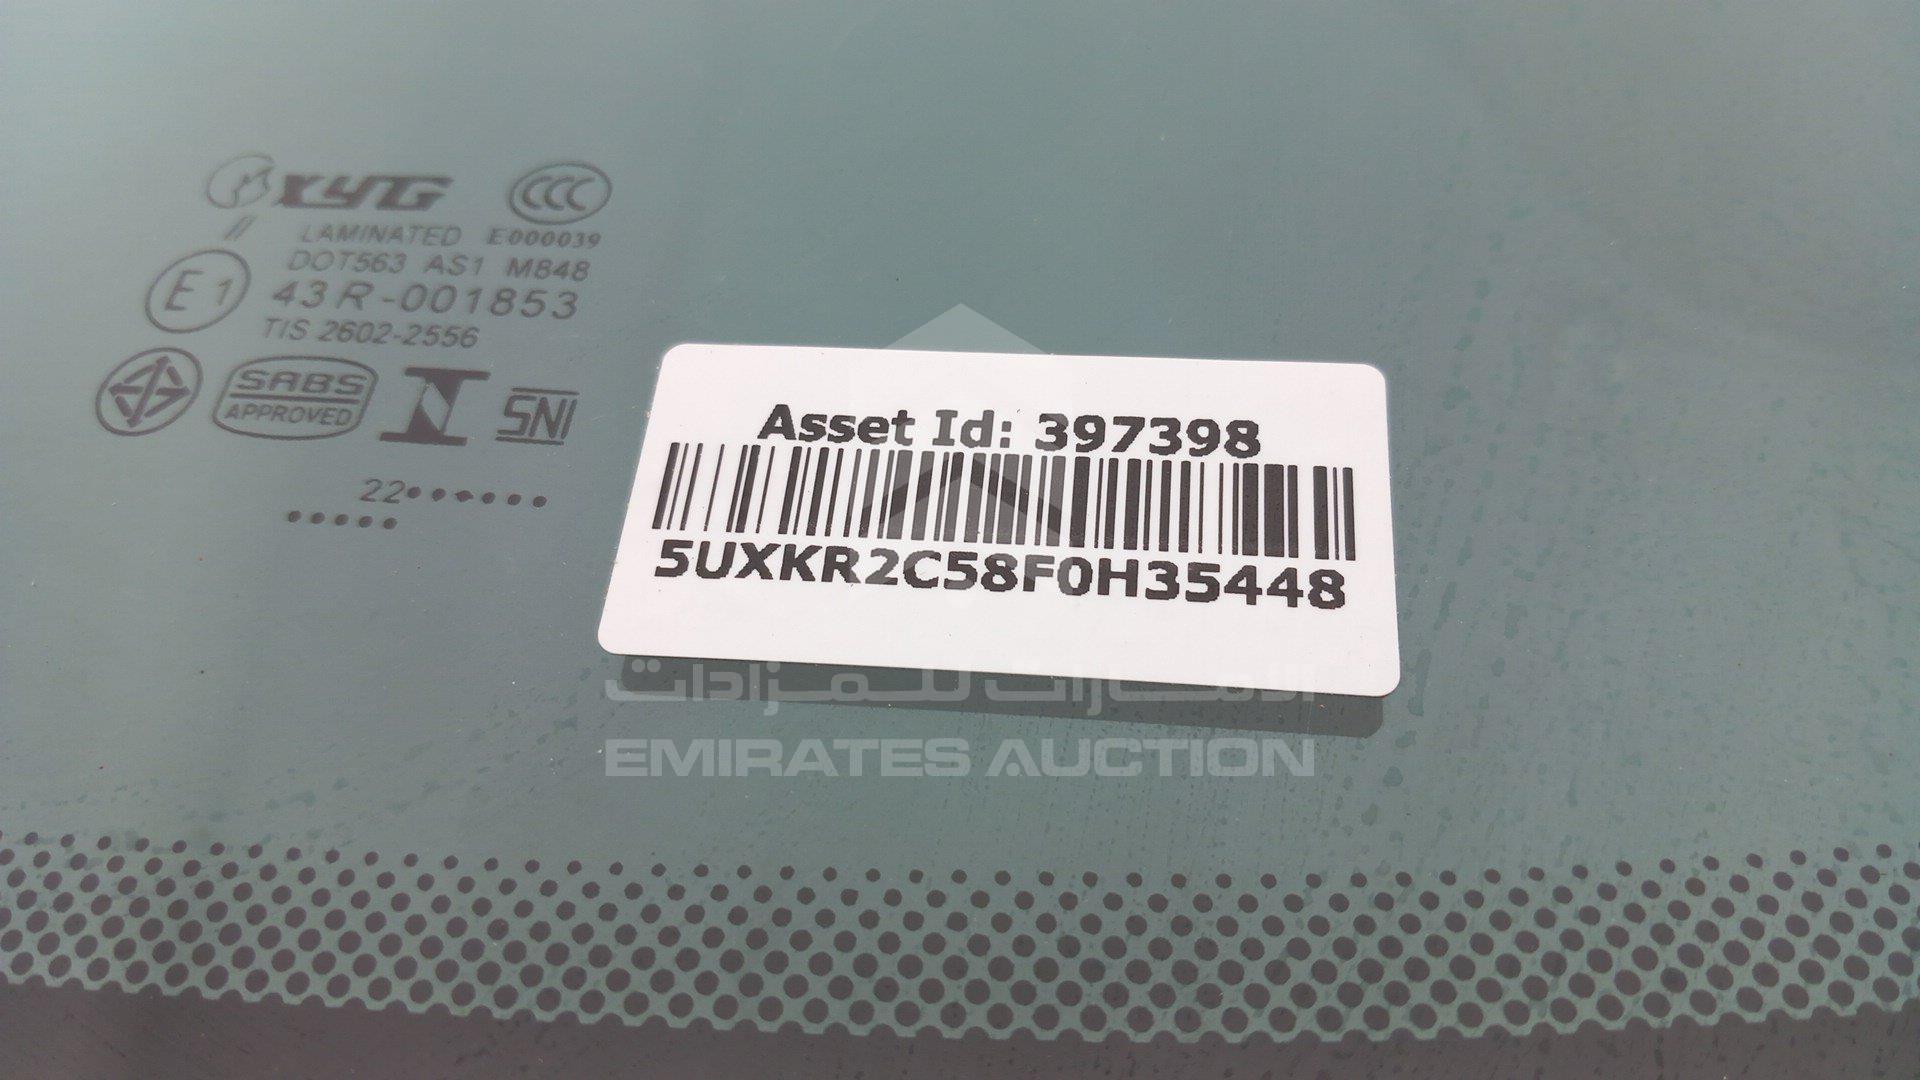 XYG CCC
// LAMINATED E000039
DOT563 AS1 M848
E1 43R-001853
TIS 2602-2556
SABS APPROVED N SNI
22••••••
•••••
Asset Id: 397398
5UXKR2C58F0H35448
الامارات للمزادات
EMIRATES AUCTION